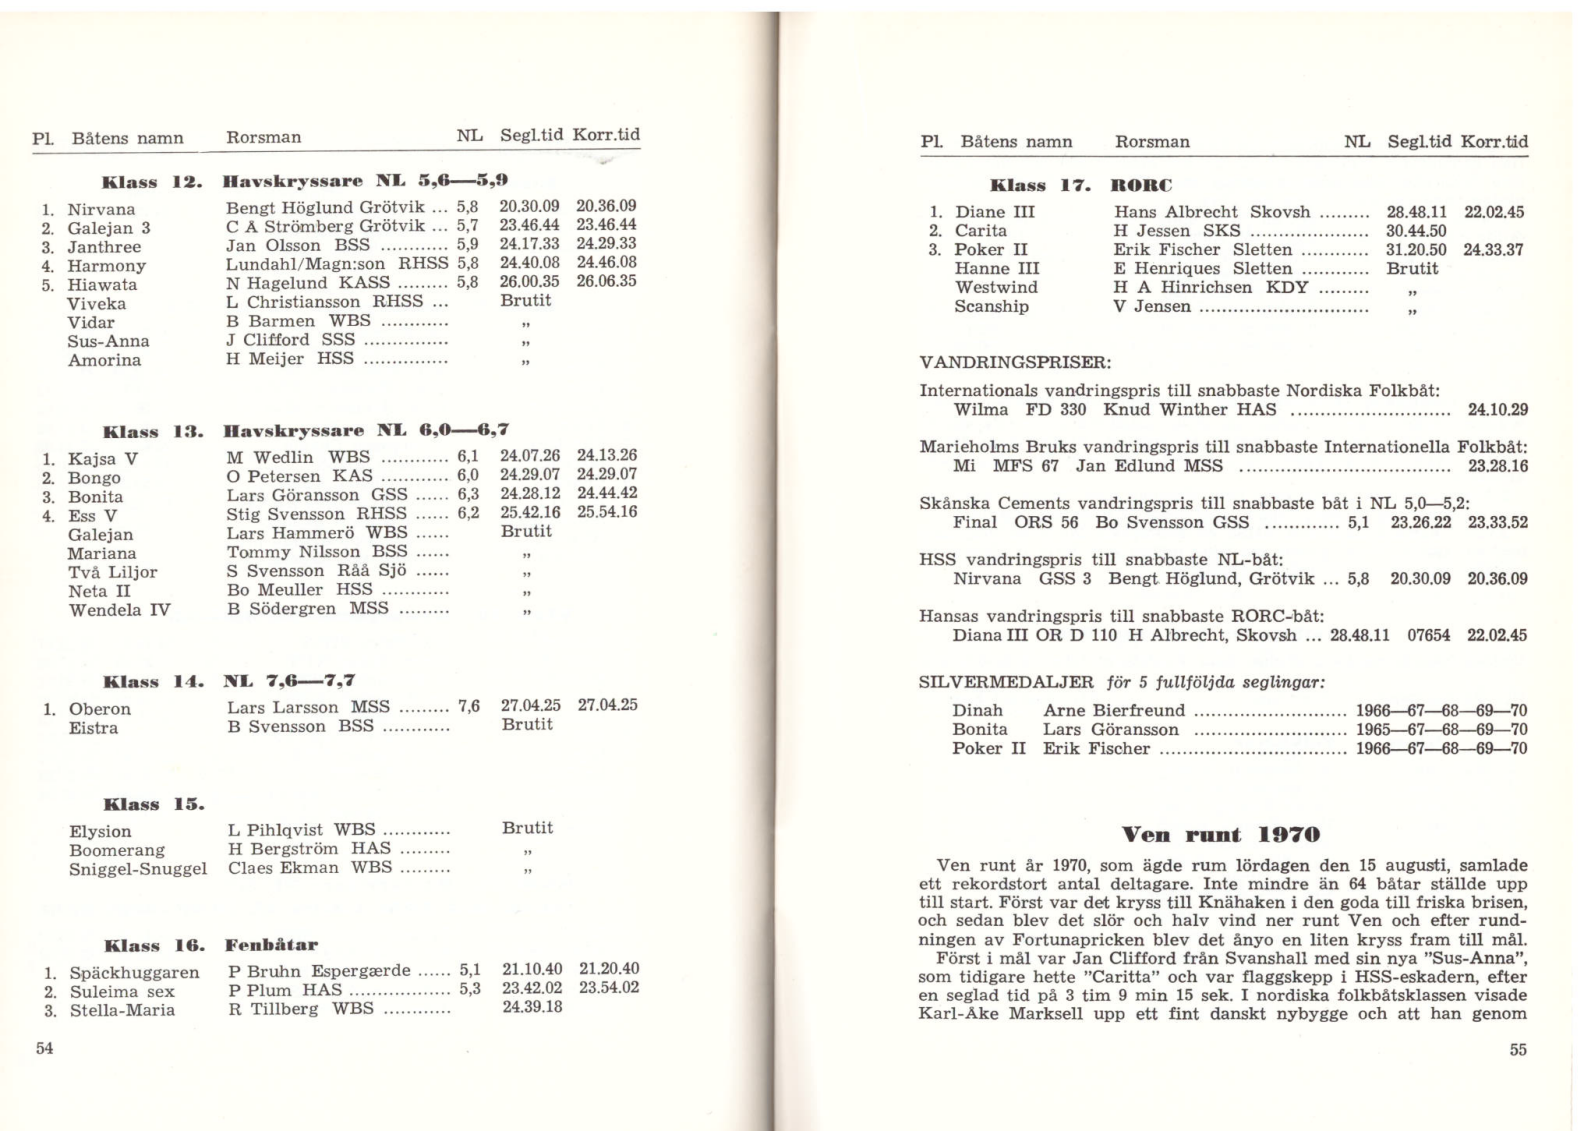 Pl. Båtens namn Rorsman NL Segl.tid Korr.tid
Klass 12. Havskryssare NL 5,6—5,9
1. Nirvana Bengt Höglund Grötvik ... 5,8 20.30.09 20.36.09
2. Galejan 3 C Å Strömberg Grötvik ... 5,7 23.46.44 23.46.44
3. Janthree Jan Olsson BSS ............ 5,9 24.17.33 24.29.33
4. Harmony Lundahl/Magn:son RHSS 5,8 24.40.08 24.46.08
5. Hiawata N Hagelund KASS ......... 5,8 26.00.35 26.06.35
Viveka L Christiansson RHSS ... Brutit
Vidar B Barmen WBS ............ „
Sus-Anna J Clifford SSS ............... „
Amorina H Meijer HSS ............... „
Klass 13. Havskryssare NL 6,0—6,7
1. Kajsa V M Wedlin WBS ............ 6,1 24.07.26 24.13.26
2. Bongo O Petersen KAS ............ 6,0 24.29.07 24.29.07
3. Bonita Lars Göransson GSS ...... 6,3 24.28.12 24.44.42
4. Ess V Stig Svensson RHSS ...... 6,2 25.42.16 25.54.16
Galejan Lars Hammerö WBS ...... Brutit
Mariana Tommy Nilsson BSS ...... „
Två Liljor S Svensson Råå Sjö ...... „
Neta II Bo Meuller HSS ............ „
Wendela IV B Södergren MSS ......... „
Klass 14. NL 7,6—7,7
1. Oberon Lars Larsson MSS ......... 7,6 27.04.25 27.04.25
Eistra B Svensson BSS ............ Brutit
Klass 15.
Elysion L Pihlqvist WBS ............ Brutit
Boomerang H Bergström HAS ......... „
Sniggel-Snuggel Claes Ekman WBS ......... „
Klass 16. Fenbåtar
1. Späckhuggaren P Bruhn Espergærde ...... 5,1 21.10.40 21.20.40
2. Suleima sex P Plum HAS .................. 5,3 23.42.02 23.54.02
3. Stella-Maria R Tillberg WBS ............ 24.39.18
54
Pl. Båtens namn Rorsman NL Segl.tid Korr.tid
Klass 17. RORC
1. Diane III Hans Albrecht Skovsh ......... 28.48.11 22.02.45
2. Carita H Jessen SKS ..................... 30.44.50
3. Poker II Erik Fischer Sletten ............ 31.20.50 24.33.37
Hanne III E Henriques Sletten ............ Brutit
Westwind H A Hinrichsen KDY ......... „
Scanship V Jensen .............................. „
VANDRINGSPRISER:
Internationals vandringspris till snabbaste Nordiska Folkbåt:
Wilma FD 330 Knud Winther HAS ........................... 24.10.29
Marieholms Bruks vandringspris till snabbaste Internationella Folkbåt:
Mi MFS 67 Jan Edlund MSS .................................... 23.28.16
Skånska Cements vandringspris till snabbaste båt i NL 5,0—5,2:
Final ORS 56 Bo Svensson GSS ............ 5,1 23.26.22 23.33.52
HSS vandringspris till snabbaste NL-båt:
Nirvana GSS 3 Bengt Höglund, Grötvik ... 5,8 20.30.09 20.36.09
Hansas vandringspris till snabbaste RORC-båt:
Diana III OR D 110 H Albrecht, Skovsh ... 28.48.11 07654 22.02.45
SILVERMEDALJER för 5 fullföljda seglingar:
Dinah Arne Bierfreund .......................... 1966—67—68—69—70
Bonita Lars Göransson .......................... 1965—67—68—69—70
Poker II Erik Fischer ................................ 1966—67—68—69—70
Ven runt 1970
Ven runt år 1970, som ägde rum lördagen den 15 augusti, samlade
ett rekordstort antal deltagare. Inte mindre än 64 båtar ställde upp
till start. Först var det kryss till Knähaken i den goda till friska brisen,
och sedan blev det slör och halv vind ner runt Ven och efter rund-
ningen av Fortunapricken blev det ånyo en liten kryss fram till mål.
Först i mål var Jan Clifford från Svanshall med sin nya ”Sus-Anna”,
som tidigare hette ”Caritta” och var flaggskepp i HSS-eskadern, efter
en seglad tid på 3 tim 9 min 15 sek. I nordiska folkbåtsklassen visade
Karl-Åke Marksell upp ett fint danskt nybygge och att han genom
55